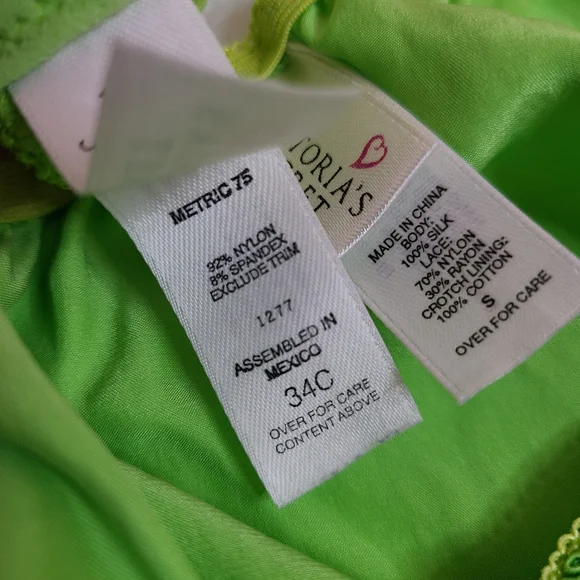 METRIC 75
92% NYLON
8% SPANDEX
EXCLUDE TRIM
1277
ASSEMBLED IN
MEXICO
34C
OVER FOR CARE
CONTENT ABOVE
TORIA'S
ET
MADE IN CHINA
BODY:
100% SILK
LACE:
70% NYLON
30% RAYON
CROTCH LINING:
100% COTTON
S
OVER FOR CARE